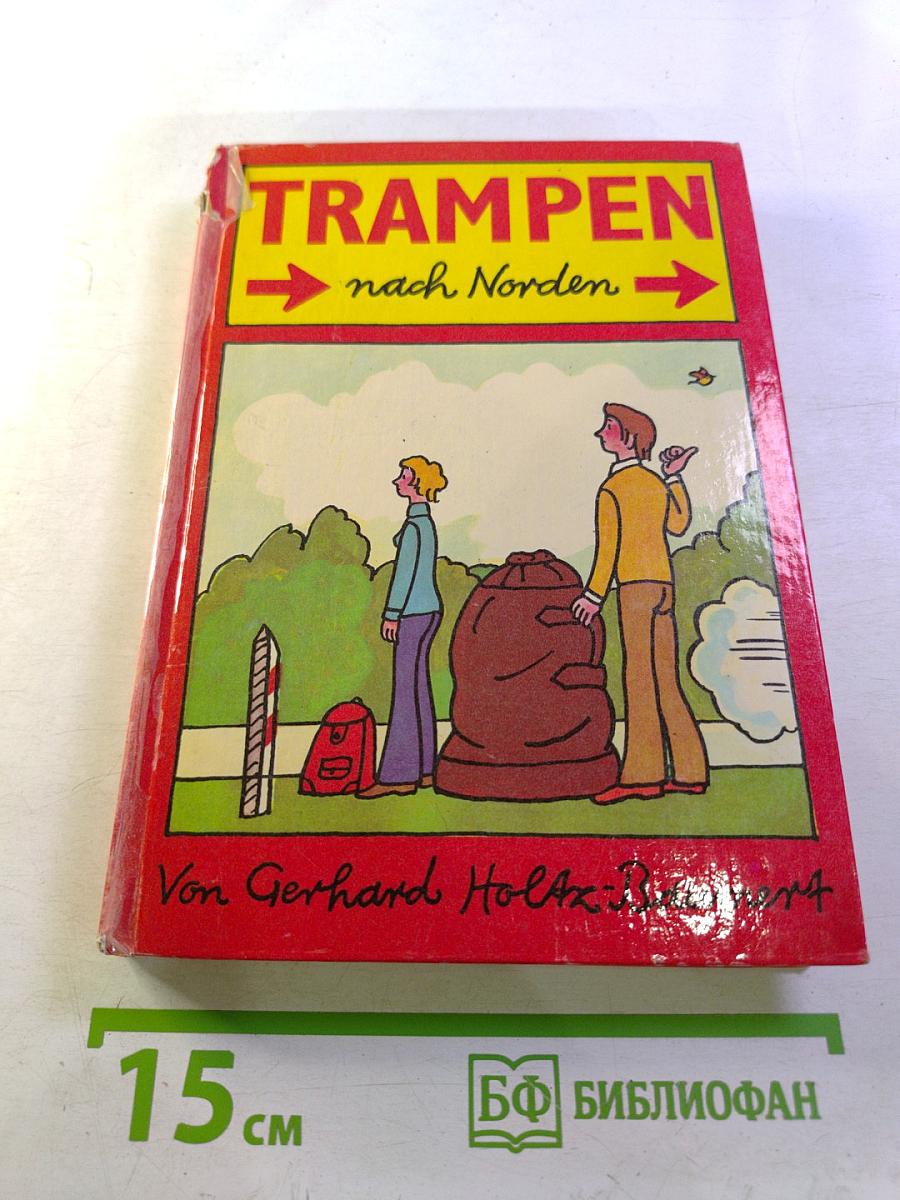 TRAMPEN
nach Norden
Von Gerhard Holtz-Baumert
15 см
БФ БИБЛИОФАН